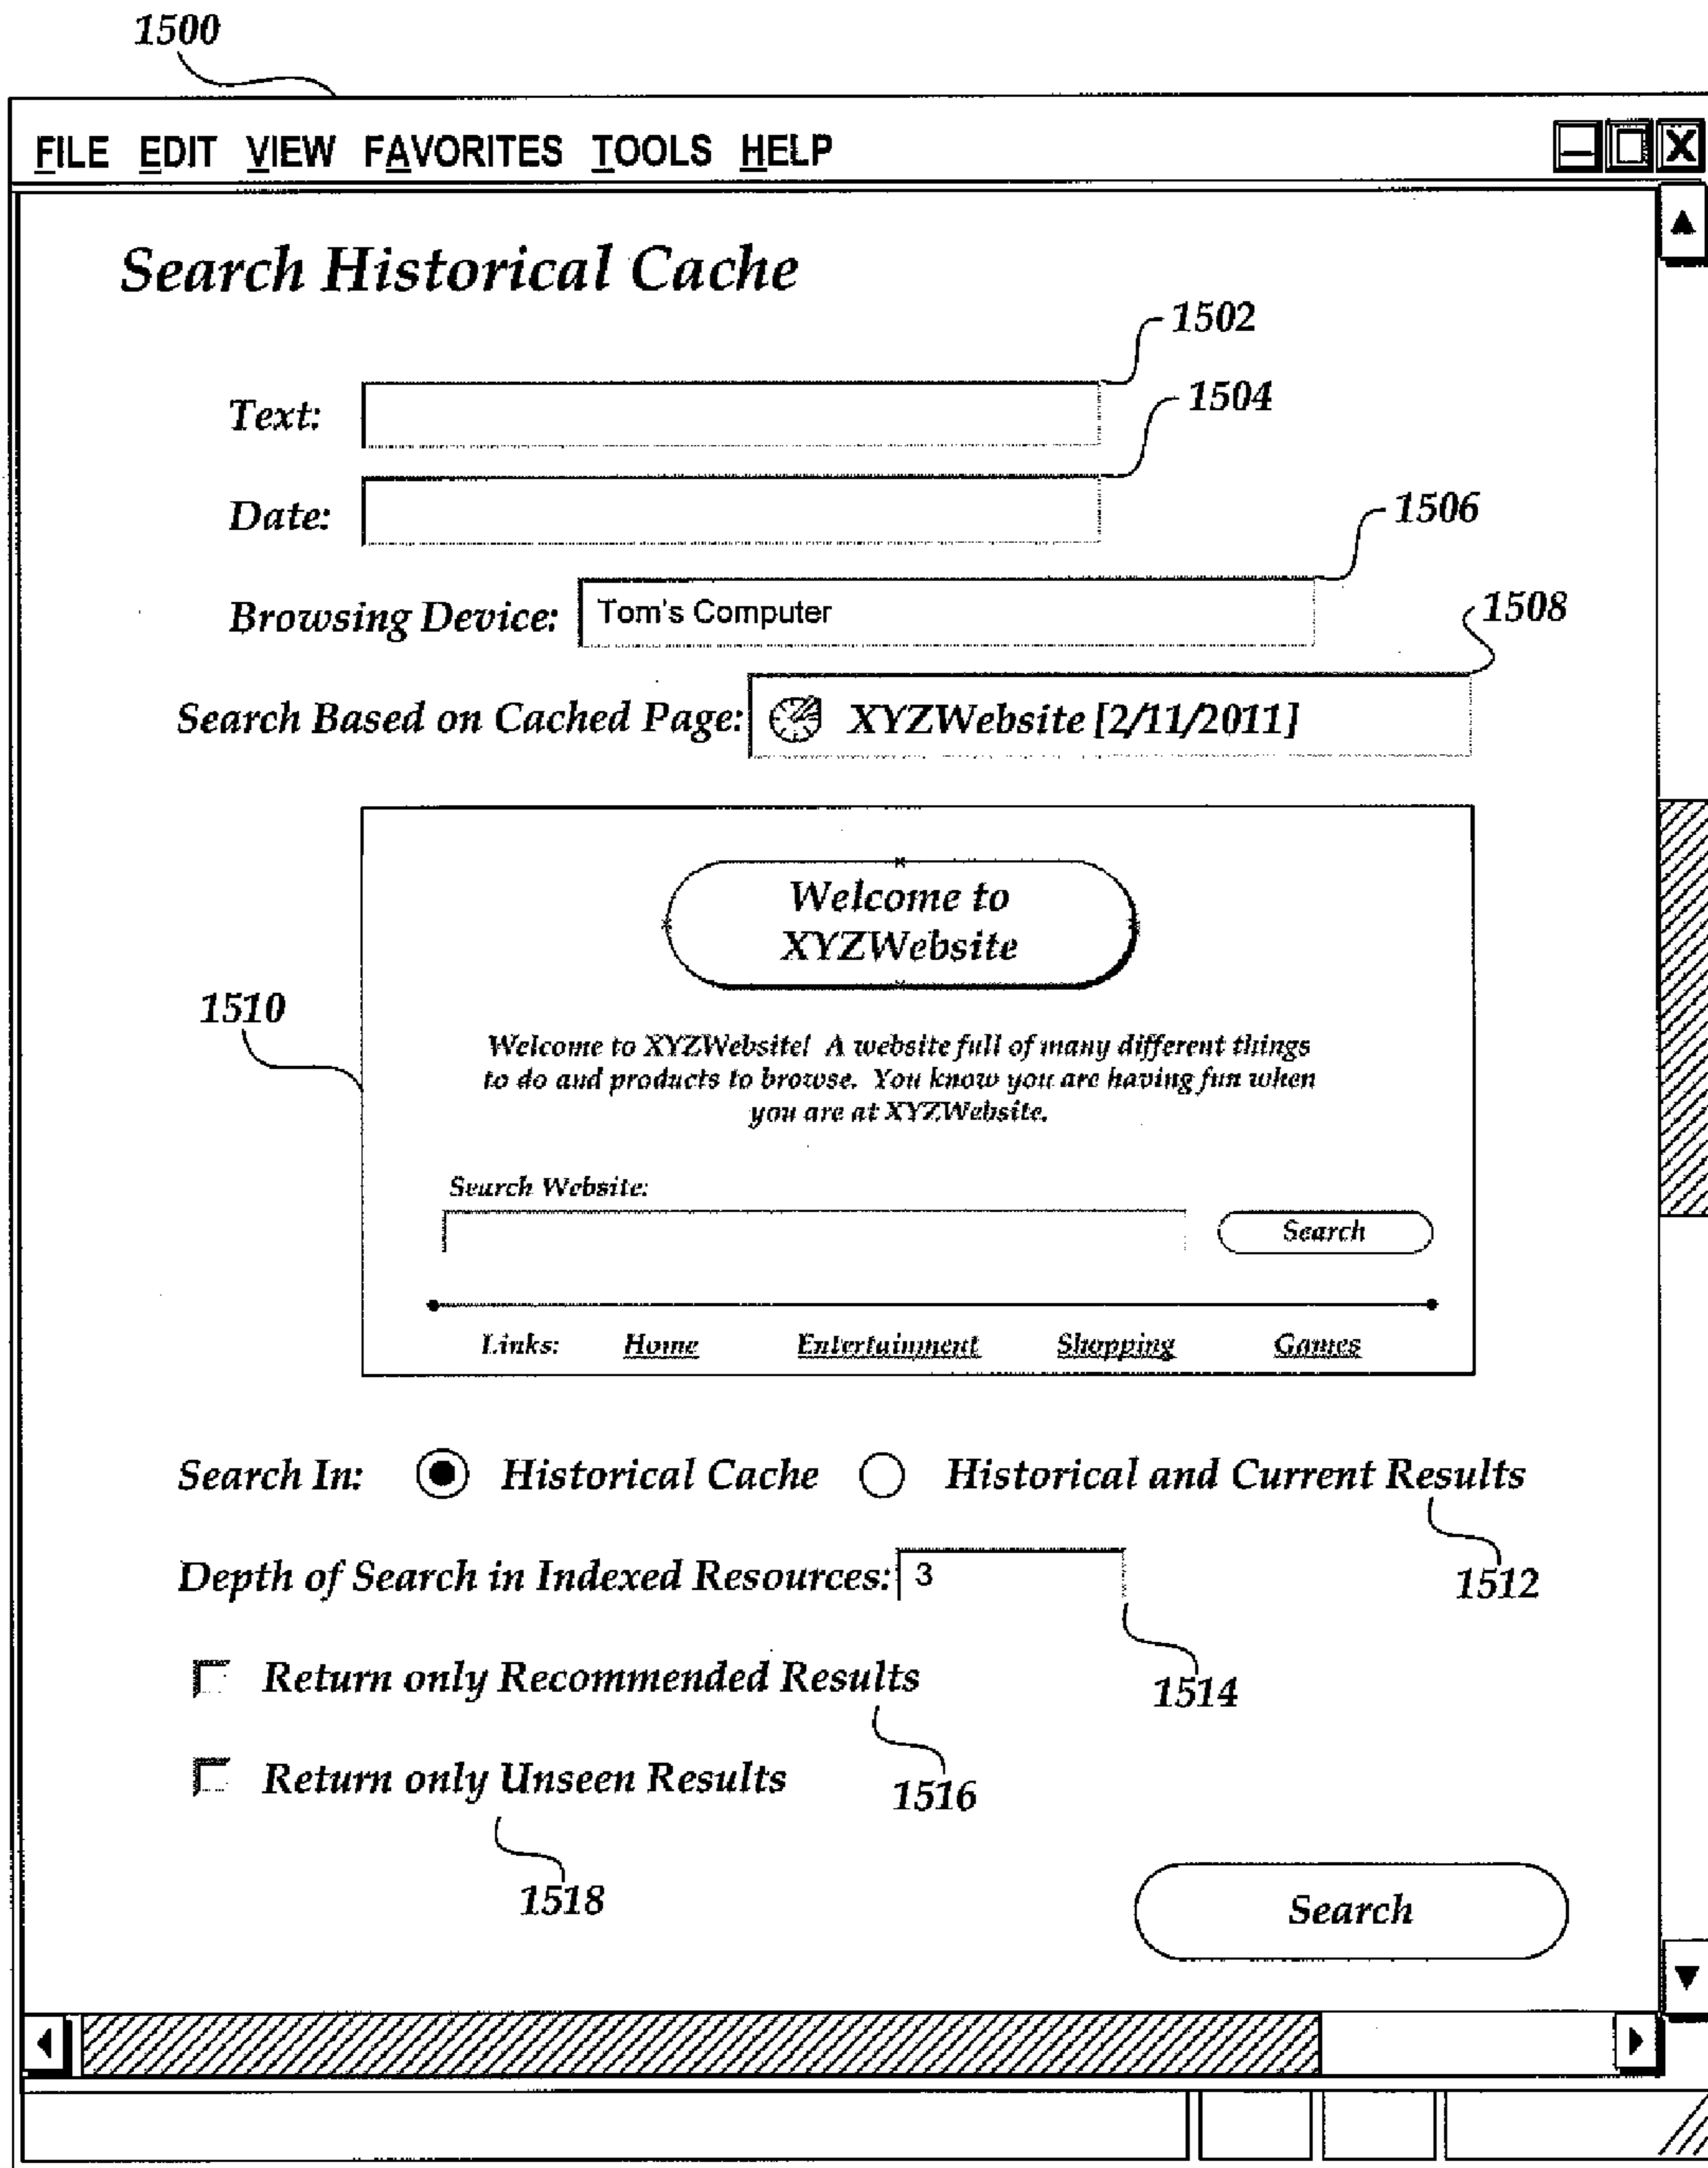 1500
FILE EDIT VIEW FAVORITES TOOLS HELP
Search Historical Cache
1502
Text:
1504
Date:
1506
Browsing Device: Tom's Computer
1508
Search Based on Cached Page: XYZWebsite [2/11/2011]
Welcome to
XYZWebsite
1510
Welcome to XYZWebsite! A website full of many different things
to do and products to browse. You know you are having fun when
you are at XYZWebsite.
Search Website:
Search
Links: Home Entertainment Shopping Games
Search In: Historical Cache Historical and Current Results
1512
Depth of Search in Indexed Resources: 3
1514
Return only Recommended Results
1516
Return only Unseen Results
1518
Search